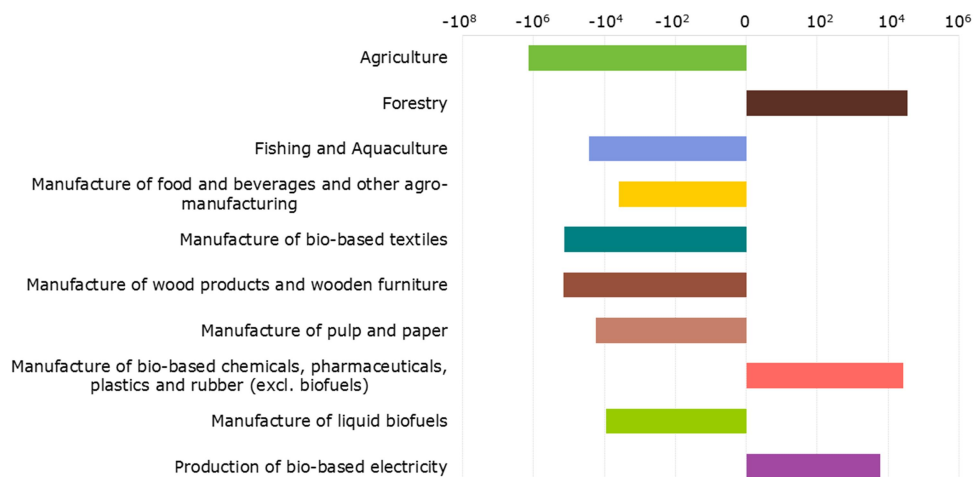 -10⁸ -10⁶ -10⁴ -10² 0 10² 10⁴ 10⁶
Agriculture
Forestry
Fishing and Aquaculture
Manufacture of food and beverages and other agro-
manufacturing
Manufacture of bio-based textiles
Manufacture of wood products and wooden furniture
Manufacture of pulp and paper
Manufacture of bio-based chemicals, pharmaceuticals,
plastics and rubber (excl. biofuels)
Manufacture of liquid biofuels
Production of bio-based electricity